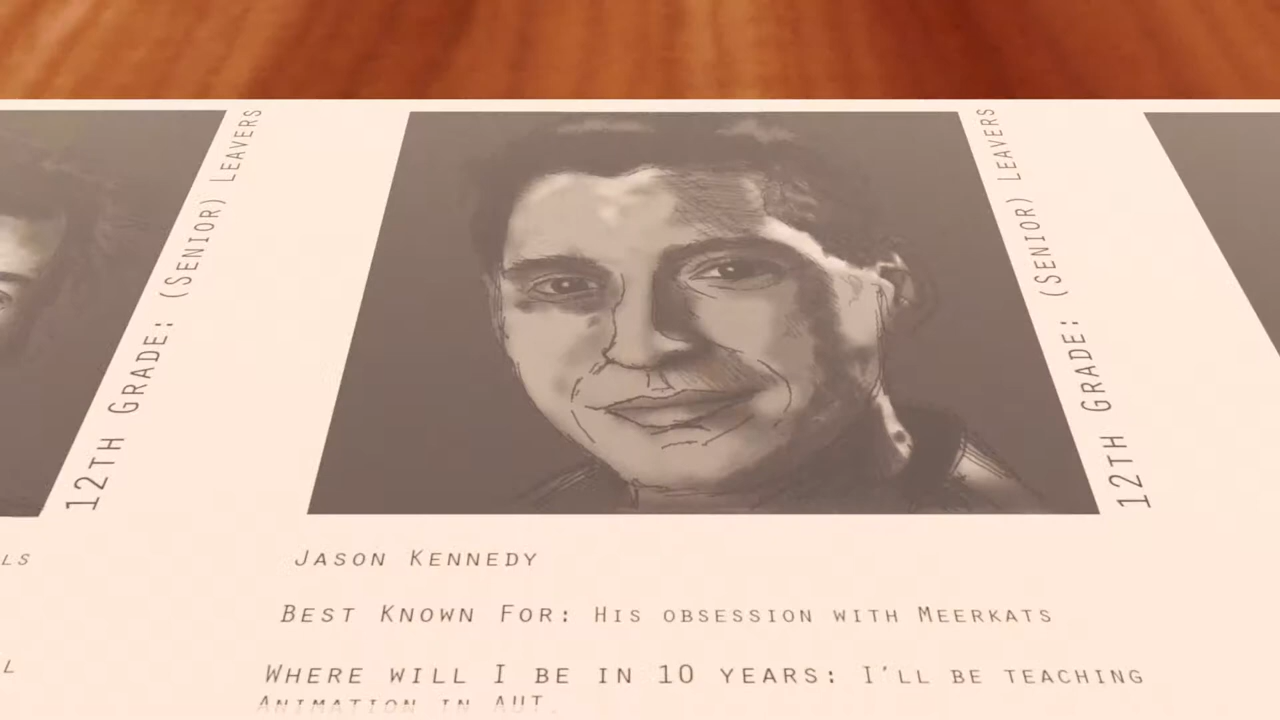 12TH GRADE: (SENIOR) LEAVERS
12TH GRADE: (SENIOR) LEAVERS
LS
JASON KENNEDY
BEST KNOWN FOR: HIS OBSESSION WITH MEERKATS
L
WHERE WILL I BE IN 10 YEARS: I'LL BE TEACHING
ANIMATION IN AUT.